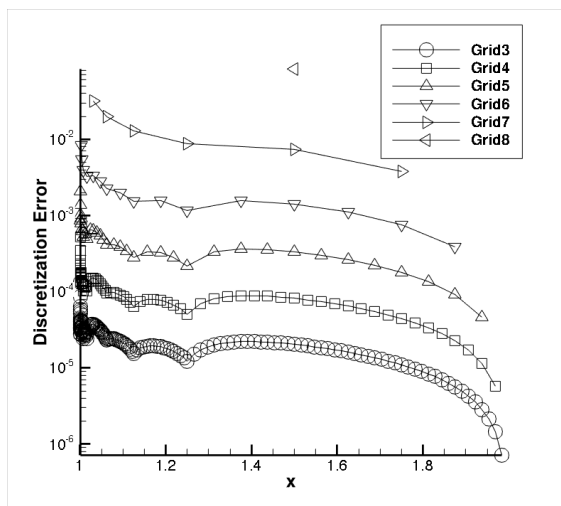 Grid3
Grid4
Grid5
Grid6
Grid7
Grid8
Discretization Error
10^-2
10^-3
10^-4
10^-5
10^-6
1
1.2
1.4
1.6
1.8
x